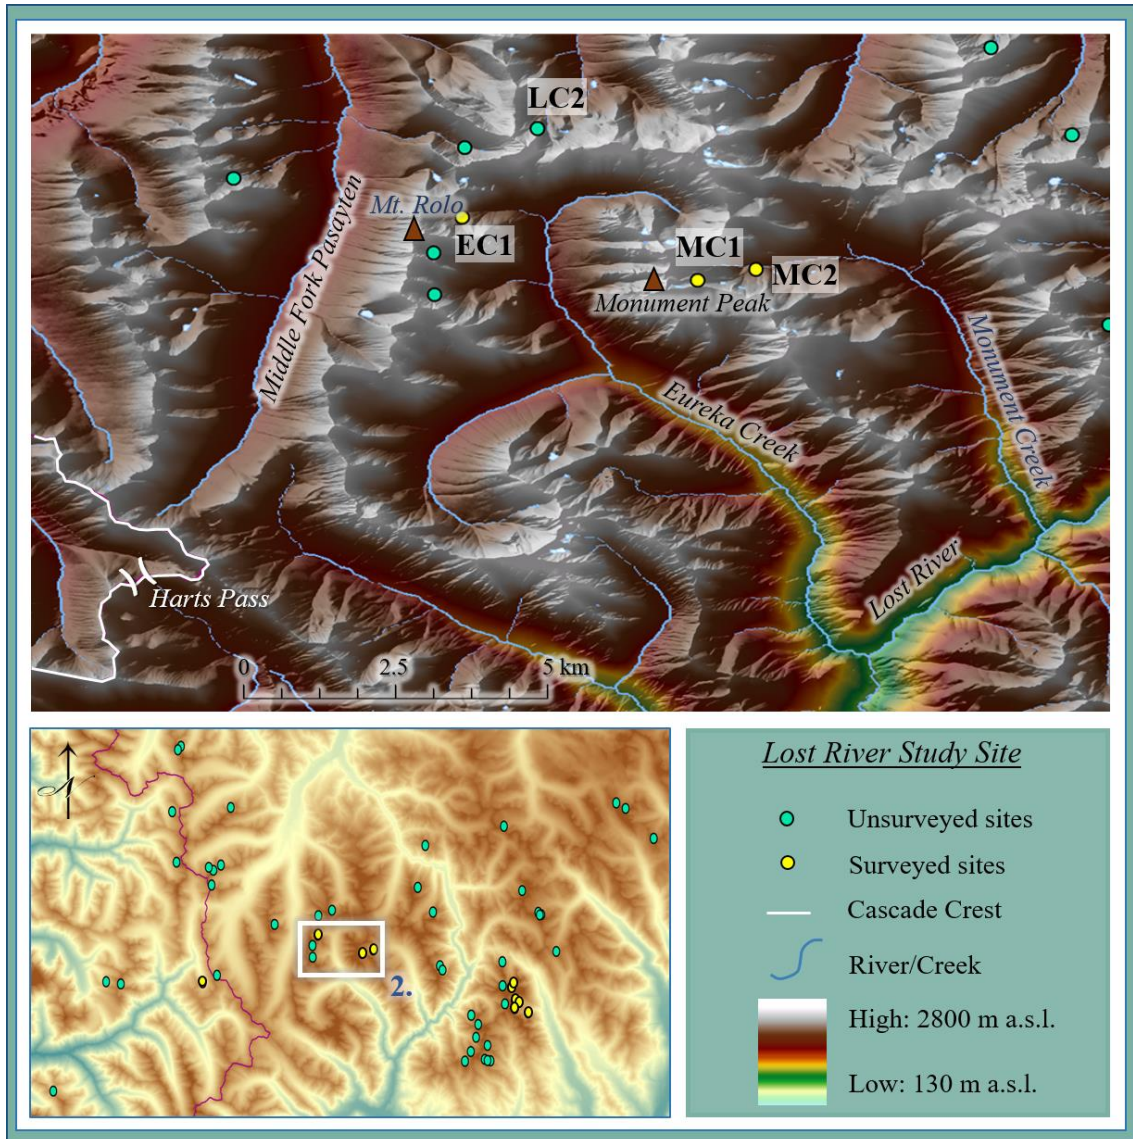 LC2
Mt. Rolo
EC1
MC1
MC2
Monument Peak
Middle Fork Pasayten
Eureka Creek
Monument Creek
Lost River
Harts Pass
0 2.5 5 km
N
2.
Lost River Study Site
Unsurveyed sites
Surveyed sites
Cascade Crest
River/Creek
High: 2800 m a.s.l.
Low: 130 m a.s.l.